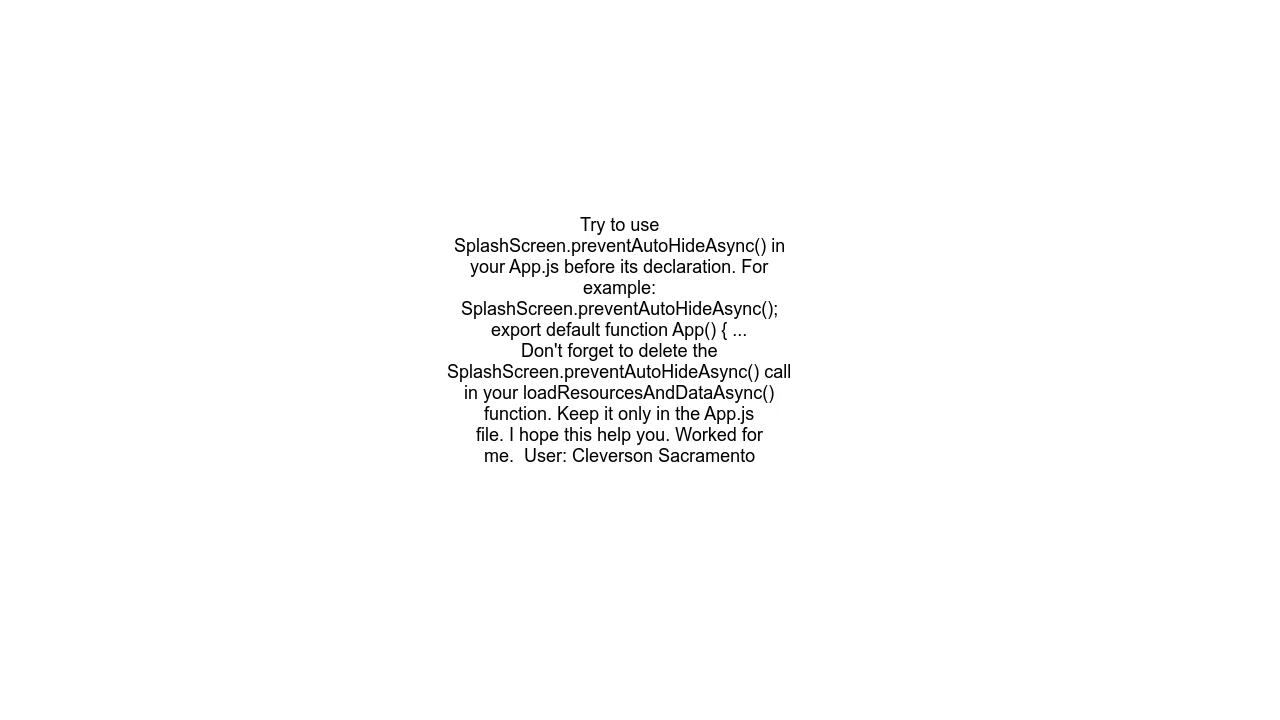 Try to use
SplashScreen.preventAutoHideAsync() in
your App.js before its declaration. For
example:
SplashScreen.preventAutoHideAsync();
export default function App() { ...
Don't forget to delete the
SplashScreen.preventAutoHideAsync() call
in your loadResourcesAndDataAsync()
function. Keep it only in the App.js
file. I hope this help you. Worked for
me.  User: Cleverson Sacramento